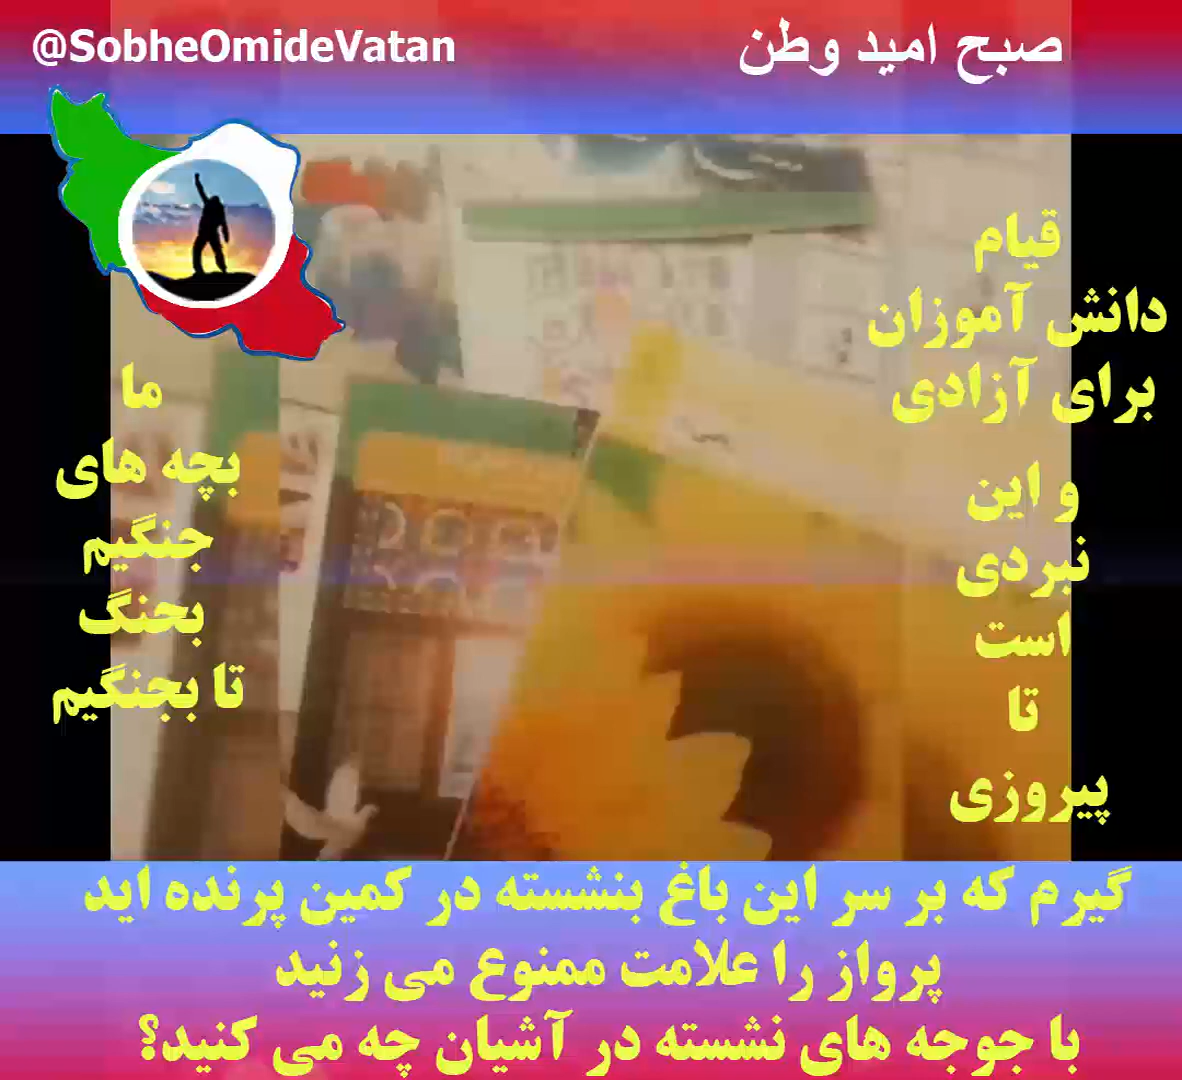 @SobheOmideVatan
صبح امید وطن
قیام
دانش آموزان
برای آزادی
و این
نبردی
است
تا
پیروزی
ما
بچه های
جنگیم
بجنگ
تا بجنگیم
گیرم که بر سر این باغ بنشسته در کمین پرنده اید
پرواز را علامت ممنوع می زنید
با جوجه های نشسته در آشیان چه می کنید؟